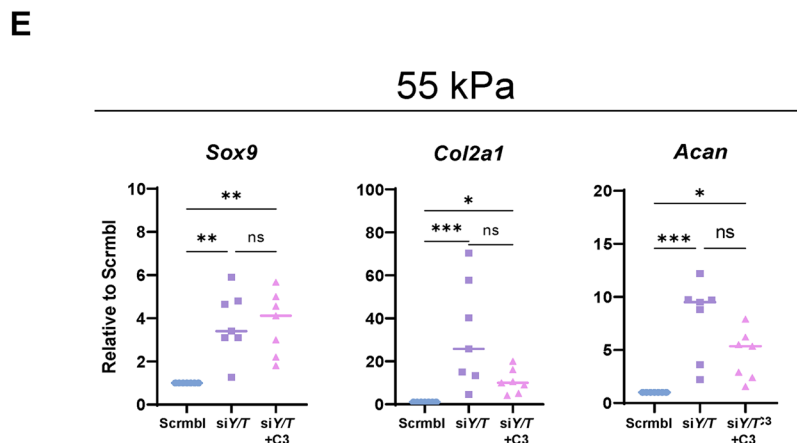 E
55 kPa
Sox9
Col2a1
Acan
Relative to Scrmbl
10
8
6
4
2
0
**
**
ns
Scrmbl
siY/T
siY/T
+C3
100
80
60
40
20
0
*
***
ns
Scrmbl
siY/T
siY/T
+C3
20
15
10
5
0
*
***
ns
Scrmbl
siY/T
siY/TC3
+C3